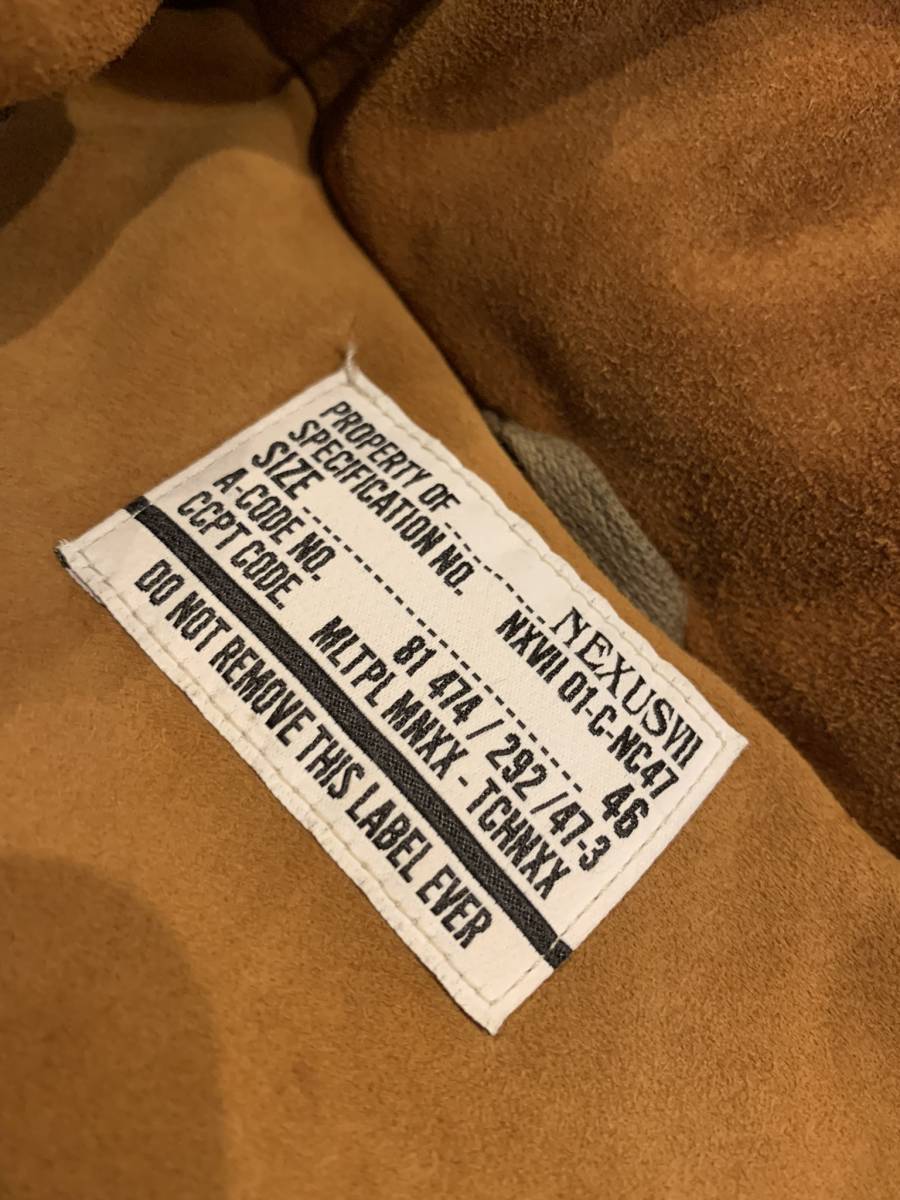 PROPERTY OF NEXUSVII
SPECIFICATION NO. NXVII 01-C-NC47
SIZE 46
A-CODE NO. 81 474 / 292 /47-3
CCPT CODE. MLTPL MNXX - TCHNXX
DO NOT REMOVE THIS LABEL EVER